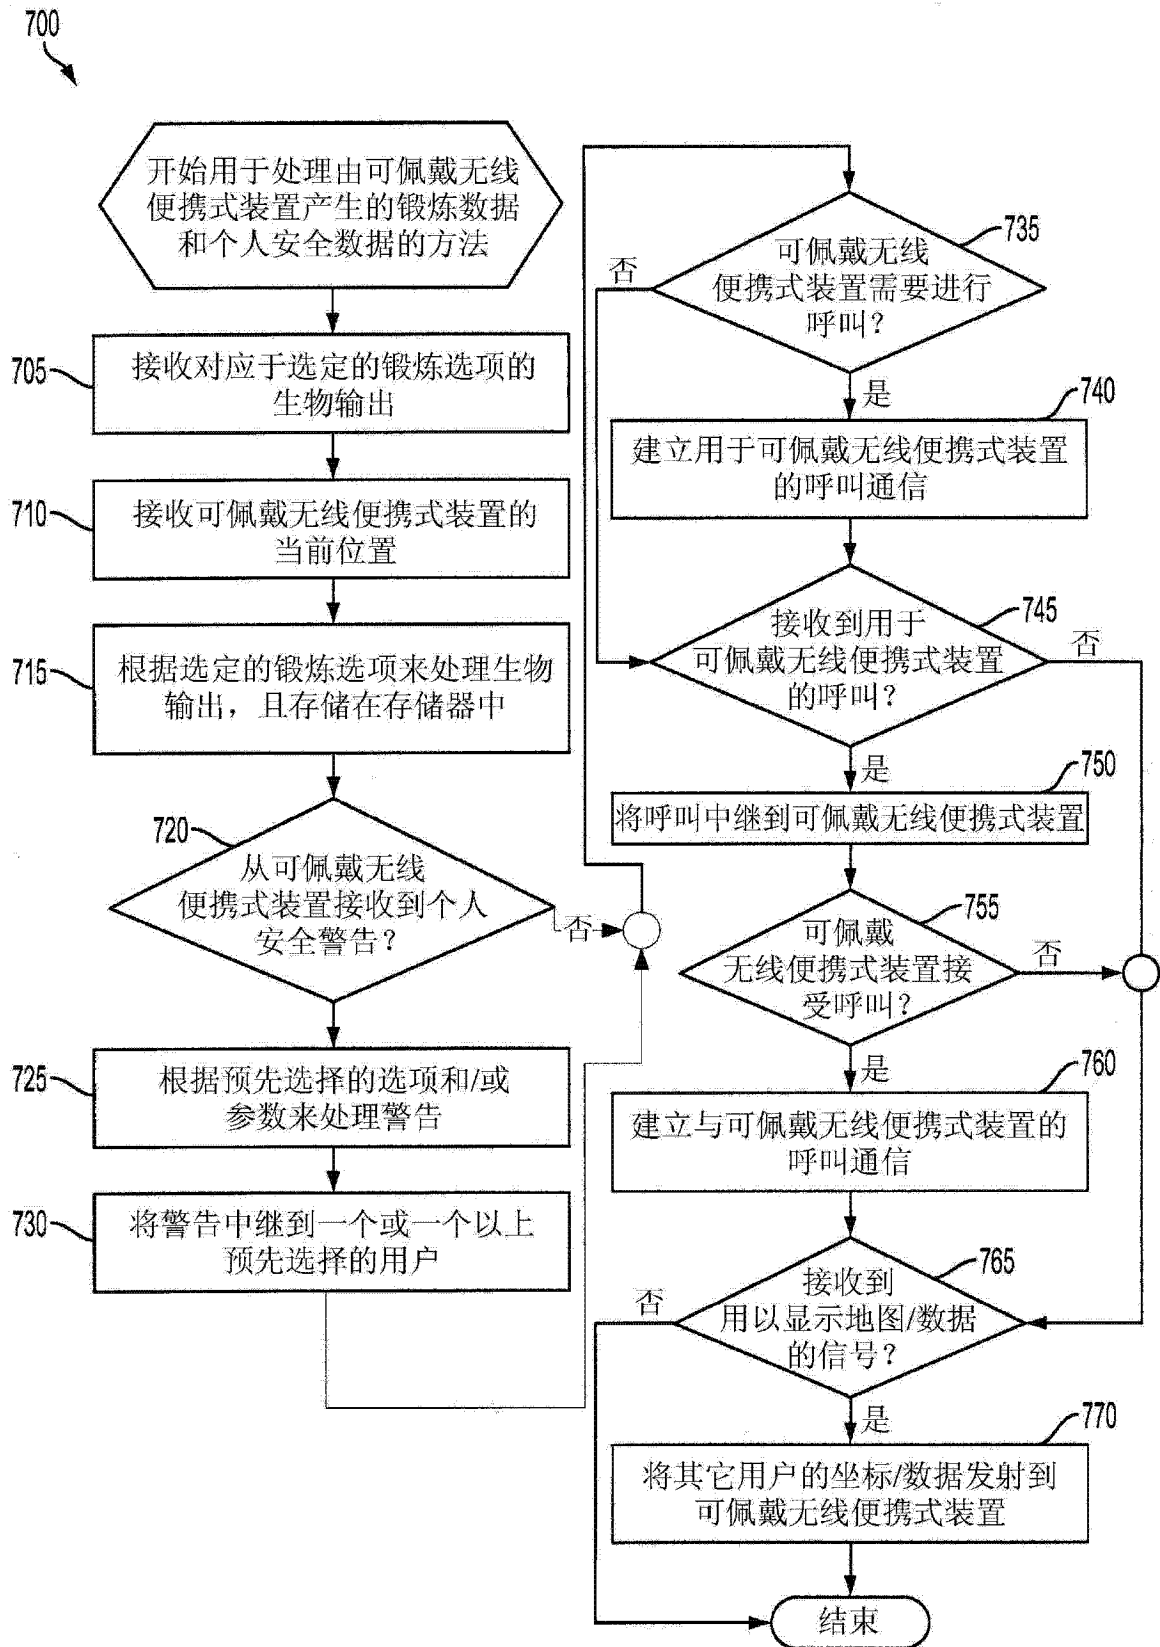 700
开始用于处理由可佩戴无线
便携式装置产生的锻炼数据
和个人安全数据的方法
705
接收对应于选定的锻炼选项的
生物输出
710
接收可佩戴无线便携式装置的
当前位置
715
根据选定的锻炼选项来处理生物
输出，且存储在存储器中
720
从可佩戴无线
便携式装置接收到个人
安全警告？
否
725
根据预先选择的选项和/或
参数来处理警告
730
将警告中继到一个或一个以上
预先选择的用户
735
可佩戴无线
便携式装置需要进行
呼叫？
否
是
740
建立用于可佩戴无线便携式装置
的呼叫通信
745
接收到用于
可佩戴无线便携式装置
的呼叫？
否
是
750
将呼叫中继到可佩戴无线便携式装置
755
可佩戴
无线便携式装置接
受呼叫？
否
是
760
建立与可佩戴无线便携式装置的
呼叫通信
765
接收到
用以显示地图/数据
的信号？
否
是
770
将其它用户的坐标/数据发射到
可佩戴无线便携式装置
结束